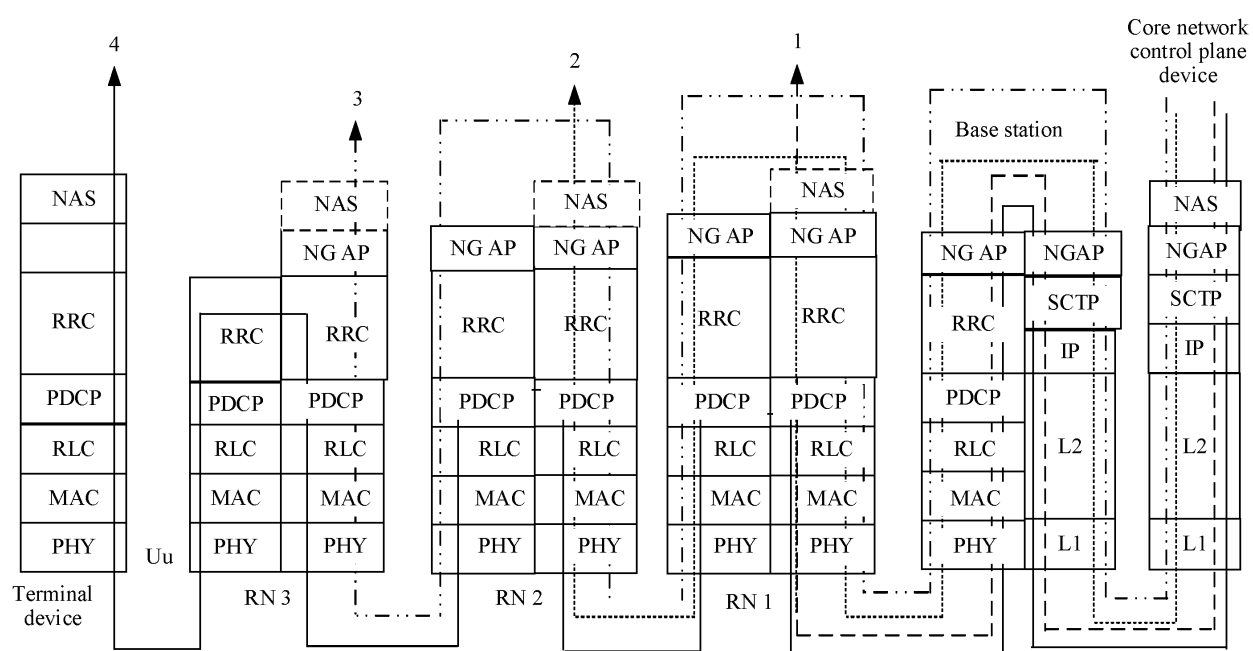 4
3
2
1
Core network
control plane
device
Base station
NAS
RRC
PDCP
RLC
MAC
PHY
Terminal
device
Uu
RRC
PDCP
RLC
MAC
PHY
NAS
NG AP
RRC
PDCP
RLC
MAC
PHY
RN 3
NG AP
RRC
PDCP
RLC
MAC
PHY
NAS
NG AP
RRC
PDCP
RLC
MAC
PHY
RN 2
NG AP
RRC
PDCP
RLC
MAC
PHY
NAS
NG AP
RRC
PDCP
RLC
MAC
PHY
RN 1
NG AP
RRC
PDCP
RLC
MAC
PHY
NGAP
SCTP
IP
L2
L1
NAS
NGAP
SCTP
IP
L2
L1